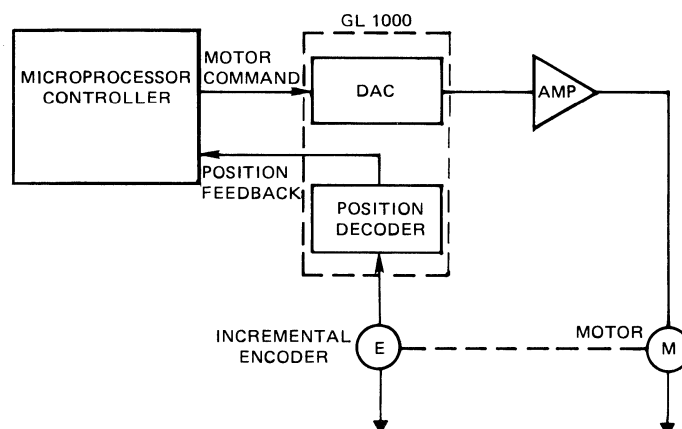 GL 1000
MICROPROCESSOR
CONTROLLER
MOTOR
COMMAND
DAC
AMP
POSITION
FEEDBACK
POSITION
DECODER
INCREMENTAL
ENCODER
E
MOTOR
M